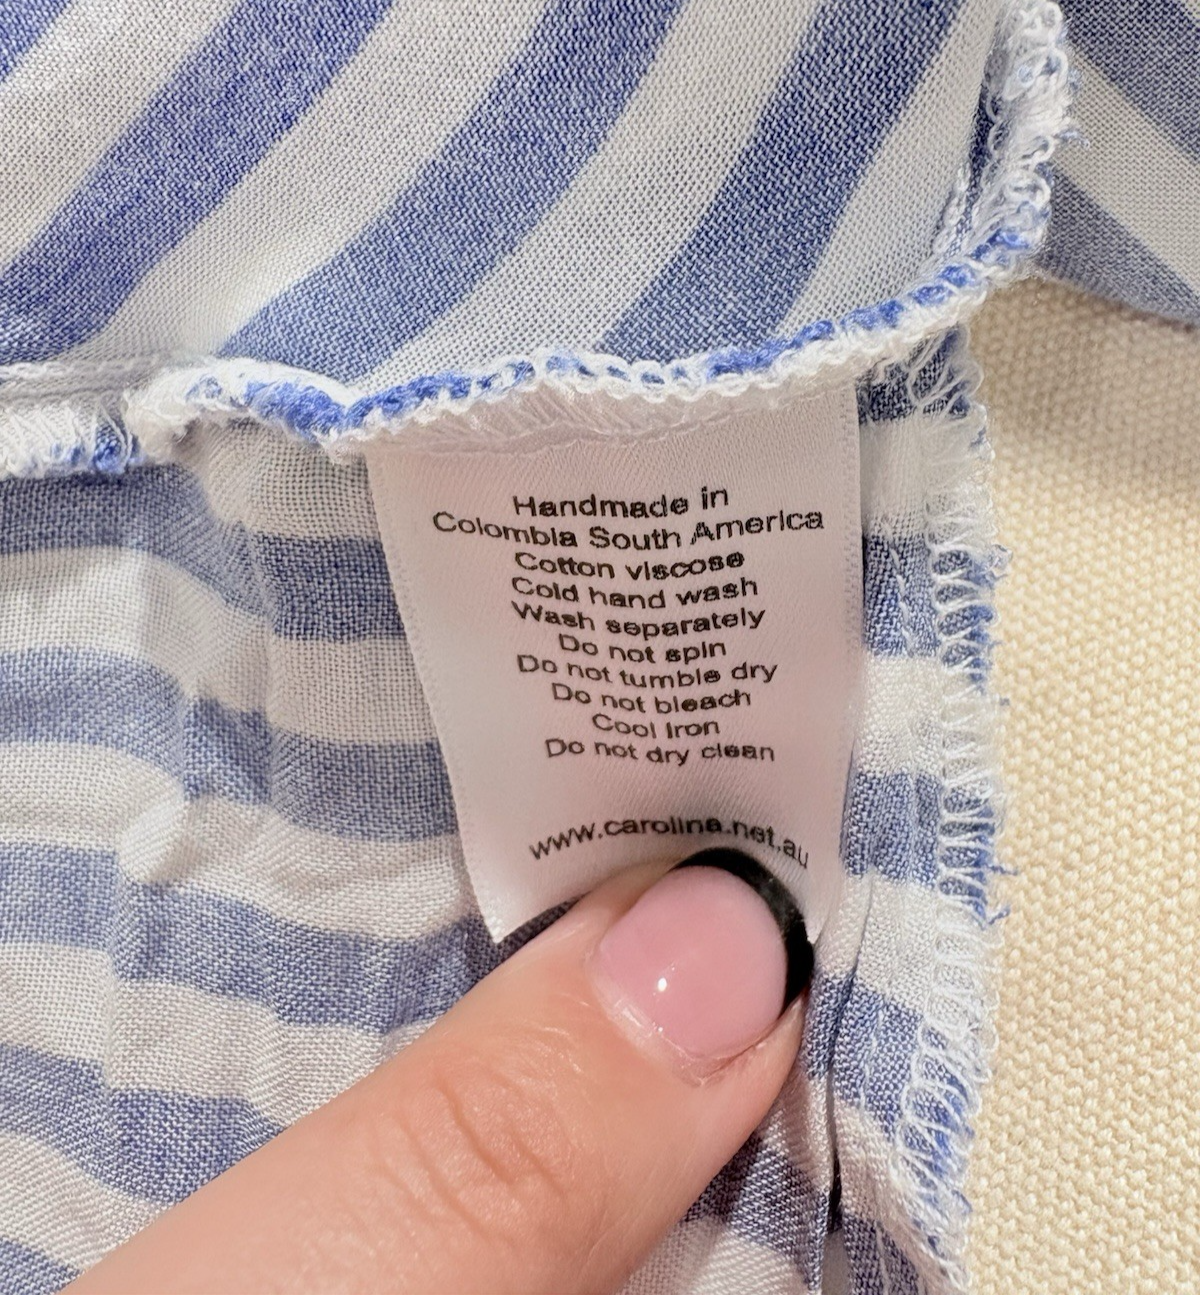 Handmade in
Colombia South America
Cotton viscose
Cold hand wash
Wash separately
Do not spin
Do not tumble dry
Do not bleach
Cool Iron
Do not dry clean
www.carolina.net.au